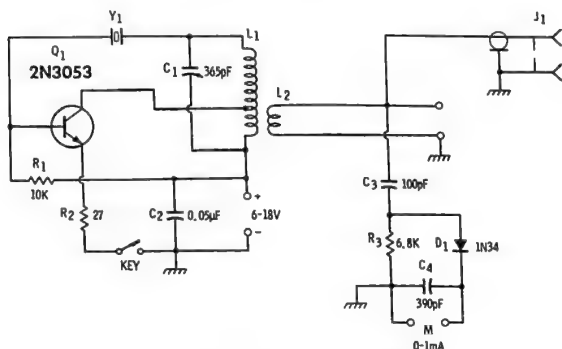 Y1
Q1
2N3053
C1
365pF
L1
L2
J1
R1
10K
R2
27
KEY
C2
0.05µF
+
6-18V
−
C3
100pF
R3
6.8K
D1
1N34
C4
390pF
M
0-1mA